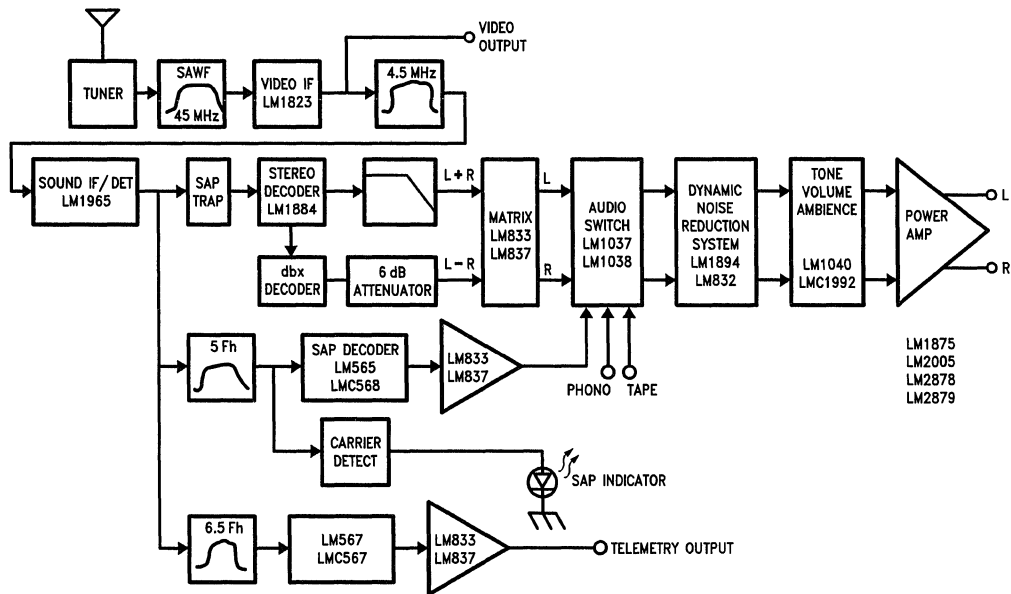 VIDEO
OUTPUT
TUNER
SAWF
45 MHz
VIDEO IF
LM1823
4.5 MHz
SOUND IF/DET
LM1965
SAP
TRAP
STEREO
DECODER
LM1884
L+R
MATRIX
LM833
LM837
L
R
AUDIO
SWITCH
LM1037
LM1038
DYNAMIC
NOISE
REDUCTION
SYSTEM
LM1894
LM832
TONE
VOLUME
AMBIENCE
LM1040
LMC1992
POWER
AMP
L
R
dbx
DECODER
6 dB
ATTENUATOR
L-R
5 Fh
SAP DECODER
LM565
LMC568
LM833
LM837
PHONO
TAPE
LM1875
LM2005
LM2878
LM2879
CARRIER
DETECT
SAP INDICATOR
6.5 Fh
LM567
LMC567
LM833
LM837
TELEMETRY OUTPUT